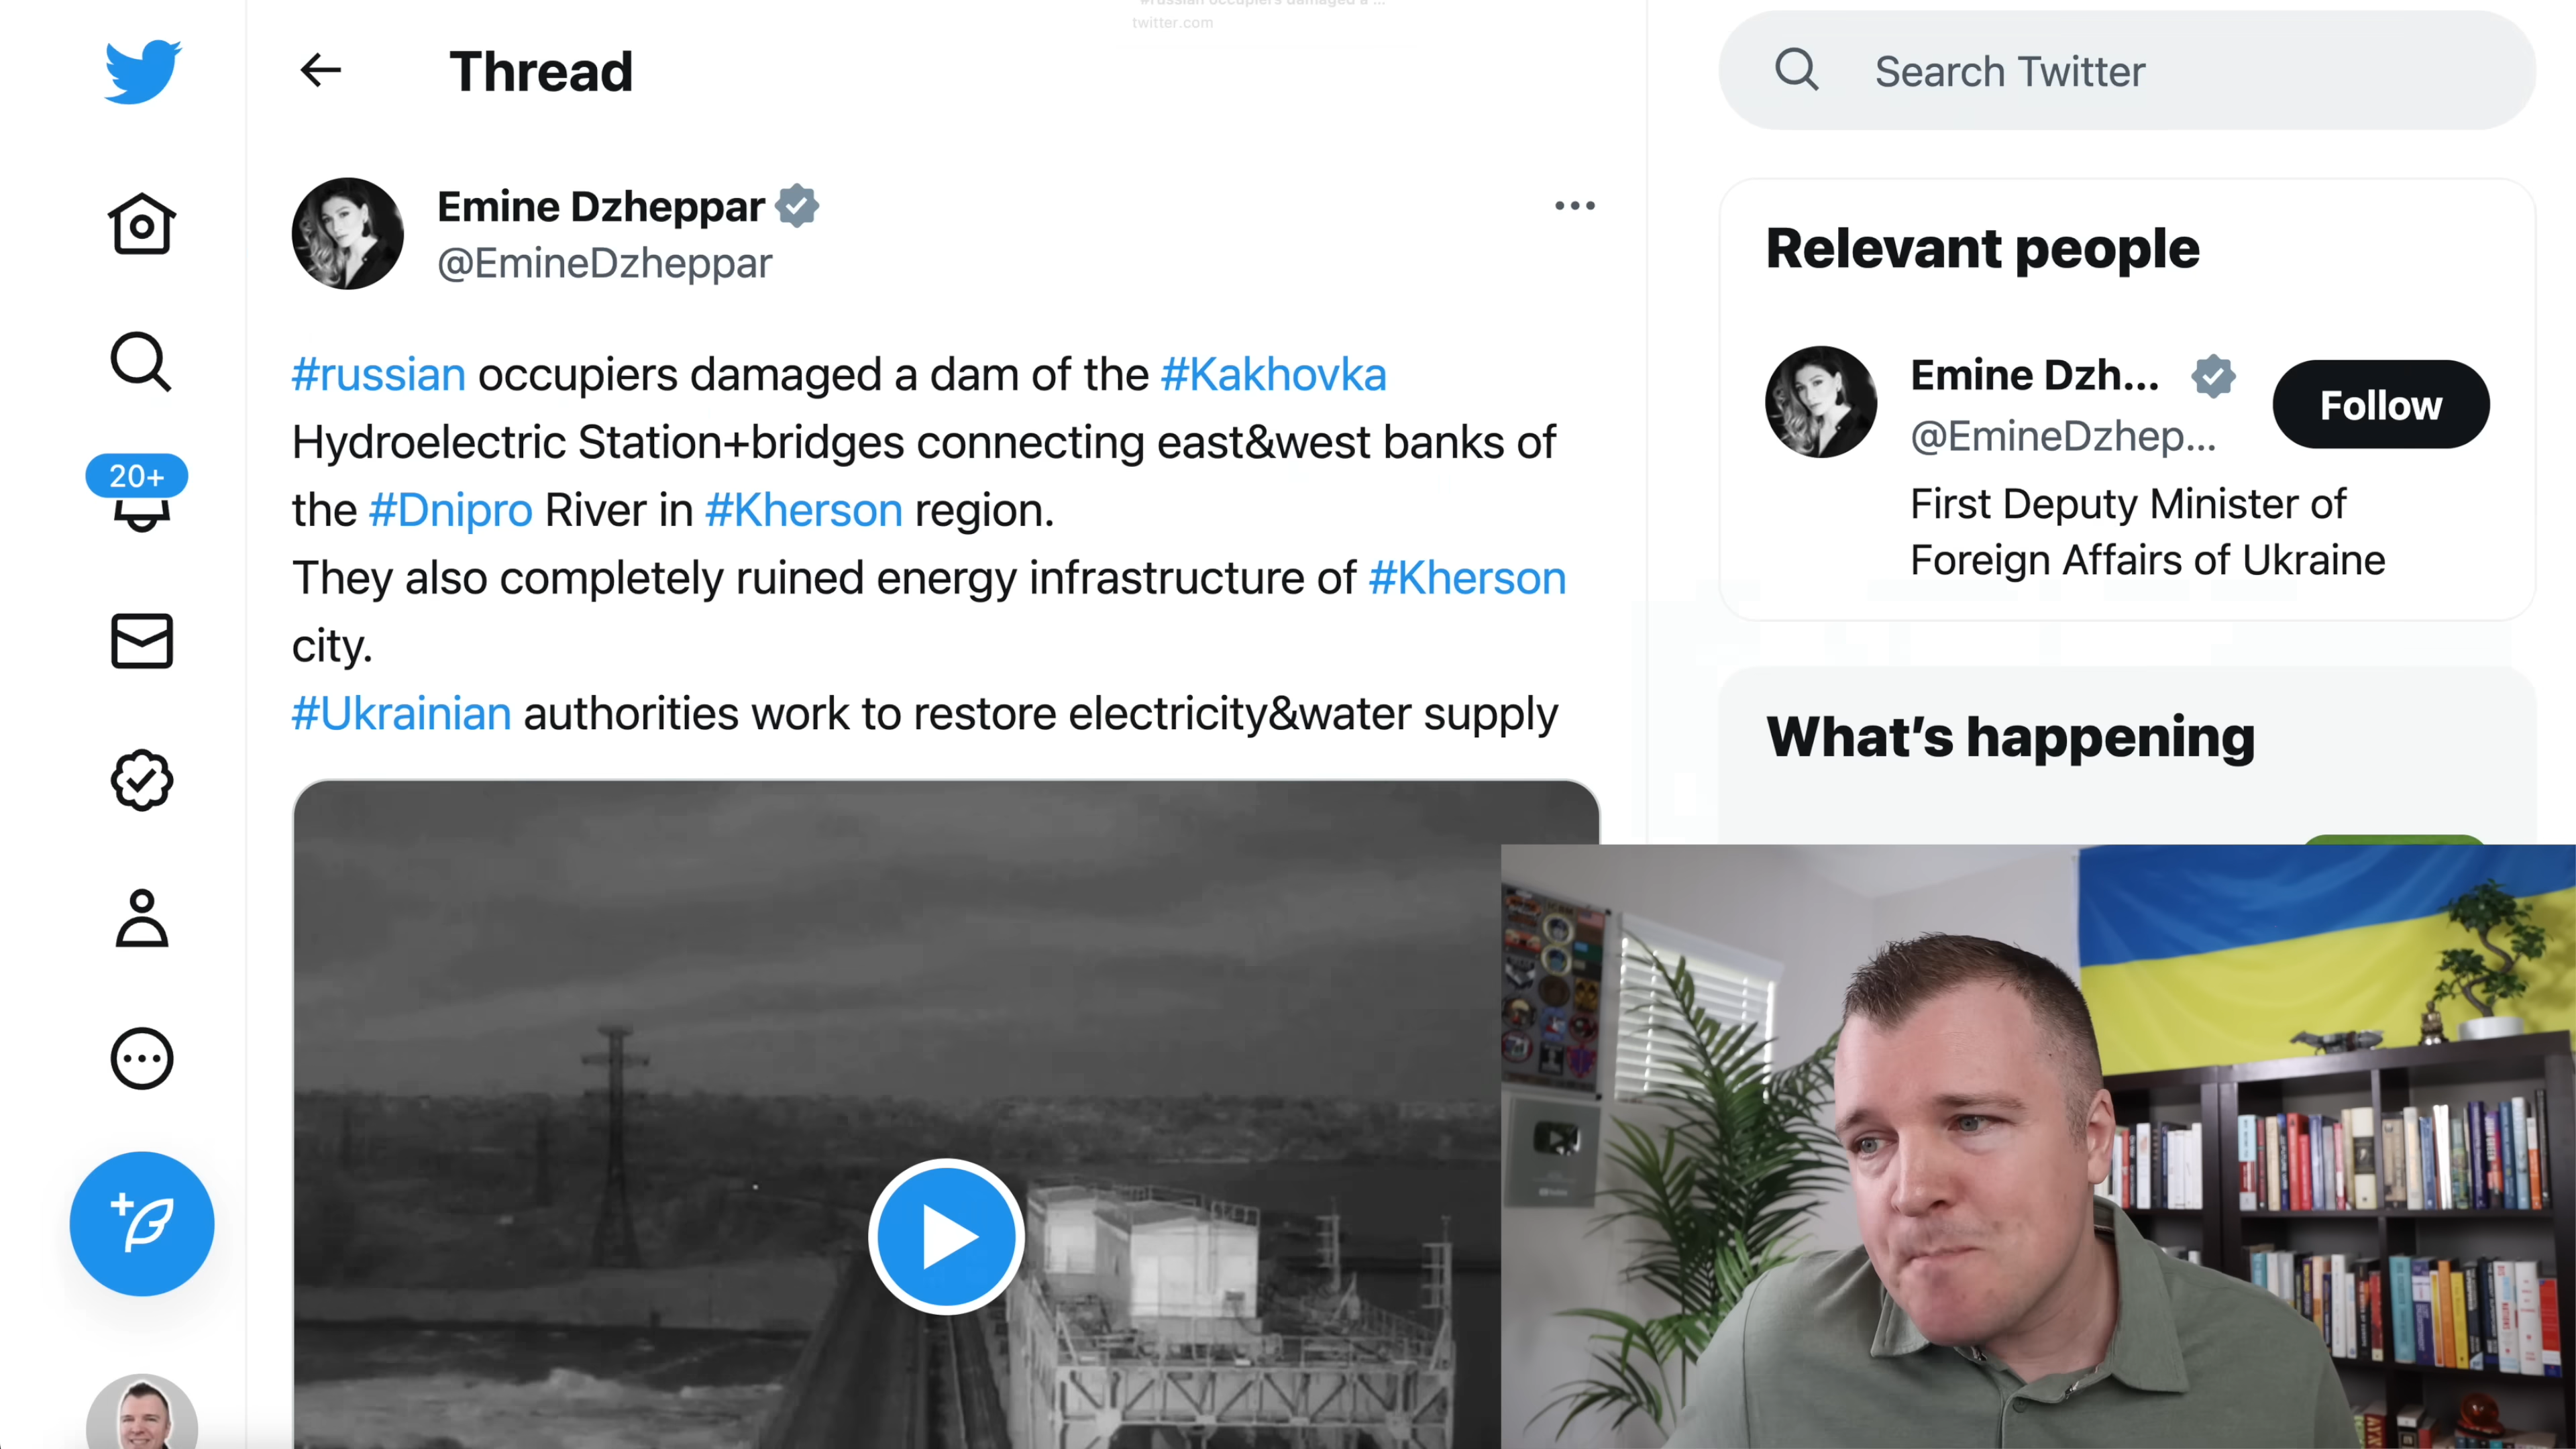 twitter.com
Thread
Search Twitter
Emine Dzheppar
@EmineDzheppar
#russian occupiers damaged a dam of the #Kakhovka
Hydroelectric Station+bridges connecting east&west banks of
the #Dnipro River in #Kherson region.
They also completely ruined energy infrastructure of #Kherson
city.
#Ukrainian authorities work to restore electricity&water supply
20+
Relevant people
Emine Dzh...
@EmineDzhep...
Follow
First Deputy Minister of
Foreign Affairs of Ukraine
What's happening